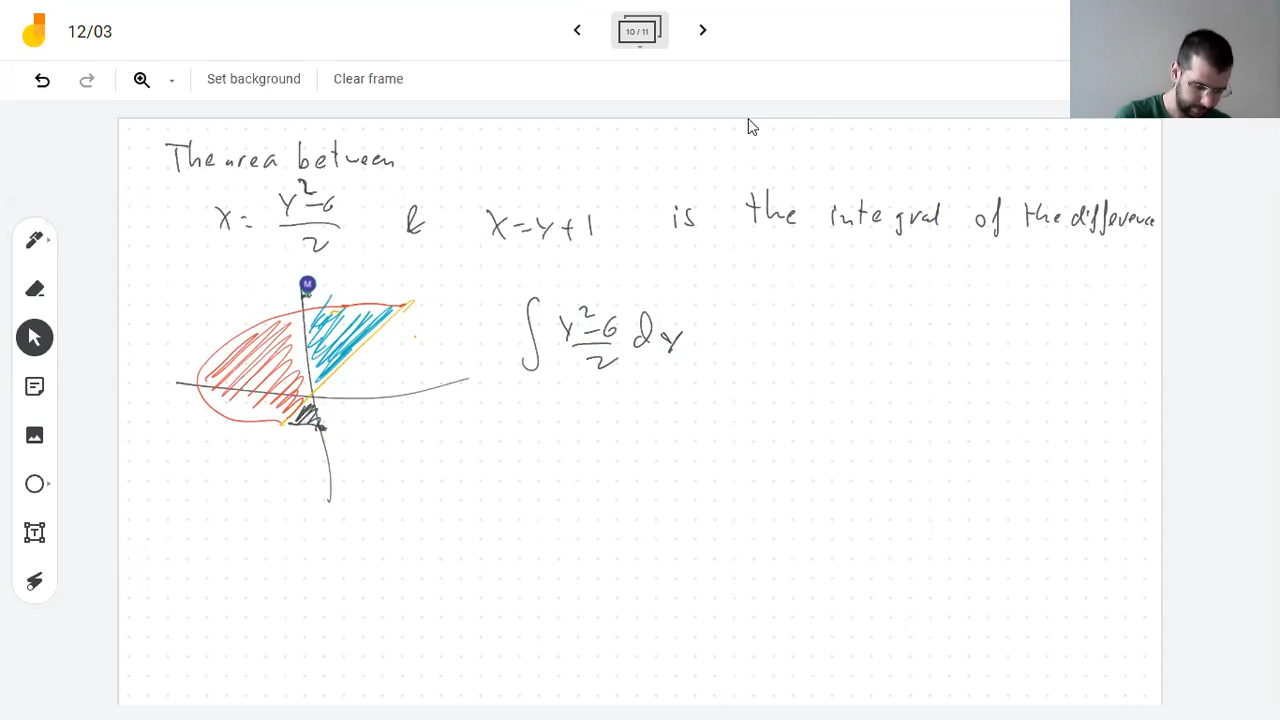 12/03
10 / 11
Set background
Clear frame
The area between
x = (y² - 6)/2 & x = y + 1 is the integral of the difference
M
∫ (y² - 6)/2 dy
T